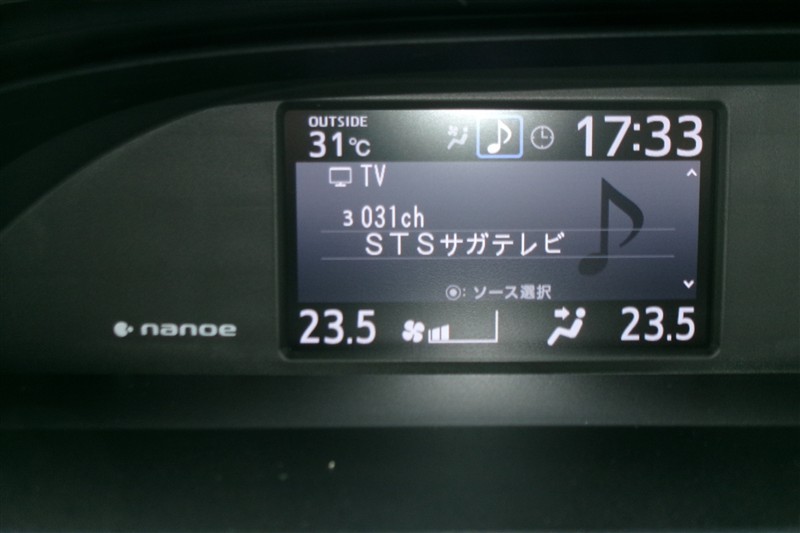 OUTSIDE
31℃
17:33
TV
3 031ch
ＳＴＳサガテレビ
◉: ソース選択
23.5
23.5
nanoe